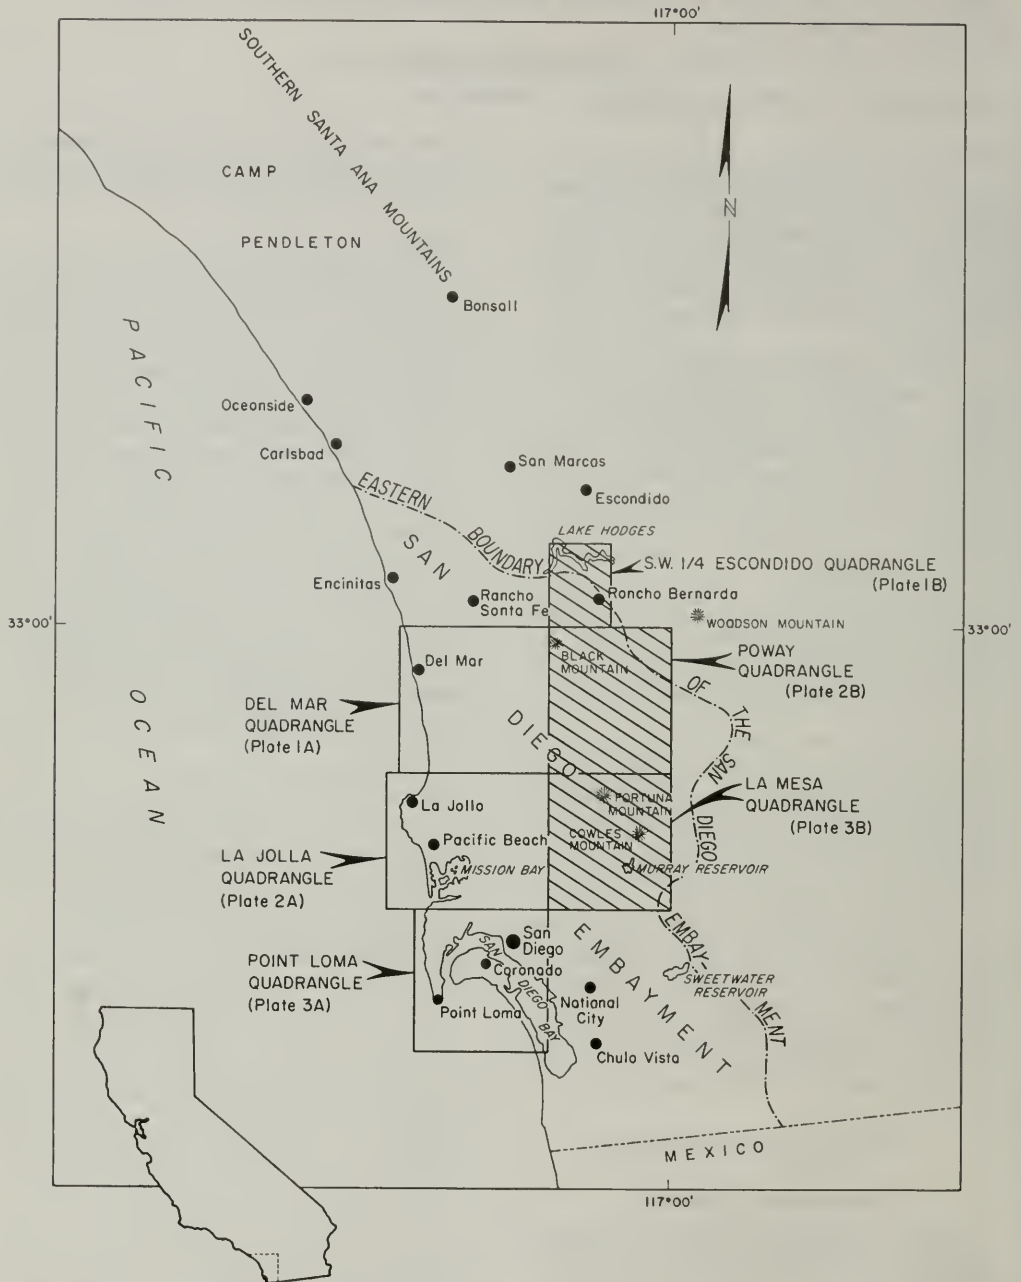 117°00'
SOUTHERN SANTA ANA MOUNTAINS
CAMP
PENDLETON
N
Bonsall
PACIFIC
OCEAN
Oceanside
Carlsbad
San Marcos
Escondido
EASTERN BOUNDARY OF THE SAN DIEGO EMBAY-
MENT
LAKE HODGES
SAN DIEGO EMBAYMENT
S.W. 1/4 ESCONDIDO QUADRANGLE
(Plate 1B)
Encinitas
Rancho
Santa Fe
Rancho Bernarda
WOODSON MOUNTAIN
33°00'
33°00'
BLACK
MOUNTAIN
POWAY
QUADRANGLE
(Plate 2B)
Del Mar
DEL MAR
QUADRANGLE
(Plate 1A)
La Jollo
FORTUNA
MOUNTAIN
LA MESA
QUADRANGLE
(Plate 3B)
Pacific Beach
COWLES
MOUNTAIN
MISSION BAY
MURRAY RESERVOIR
LA JOLLA
QUADRANGLE
(Plate 2A)
San
Diego
SAN DIEGO BAY
Coronado
POINT LOMA
QUADRANGLE
(Plate 3A)
SWEETWATER
RESERVOIR
Point Loma
National
City
Chulo Vista
MEXICO
117°00'